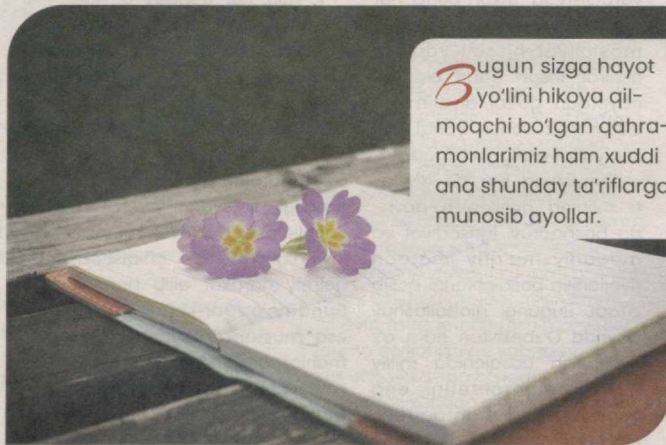 Bugun sizga hayot
yo‘lini hikoya qil-
moqchi bo‘lgan qahra-
monlarimiz ham xuddi
ana shunday ta’riflarga
munosib ayollar.